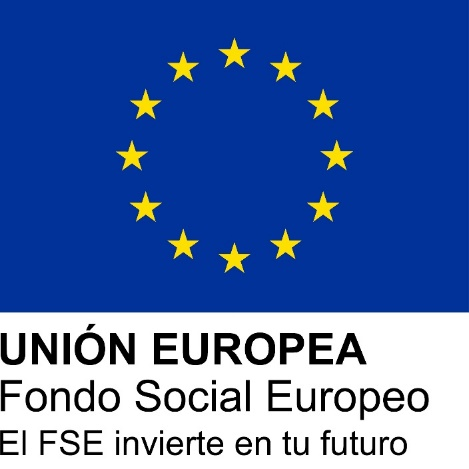 UNIÓN EUROPEA
Fondo Social Europeo
El FSE invierte en tu futuro